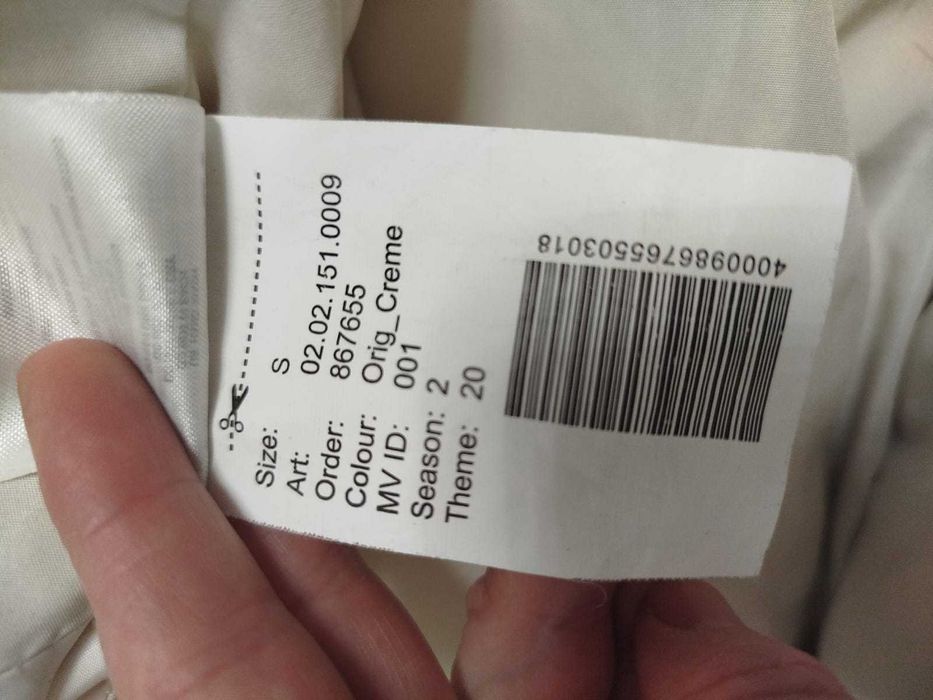 Size: S
Art: 02.02.151.0009
Order: 867655
Colour: Orig_Creme
MV ID: 001
Season: 2
Theme: 20
4000986765503018